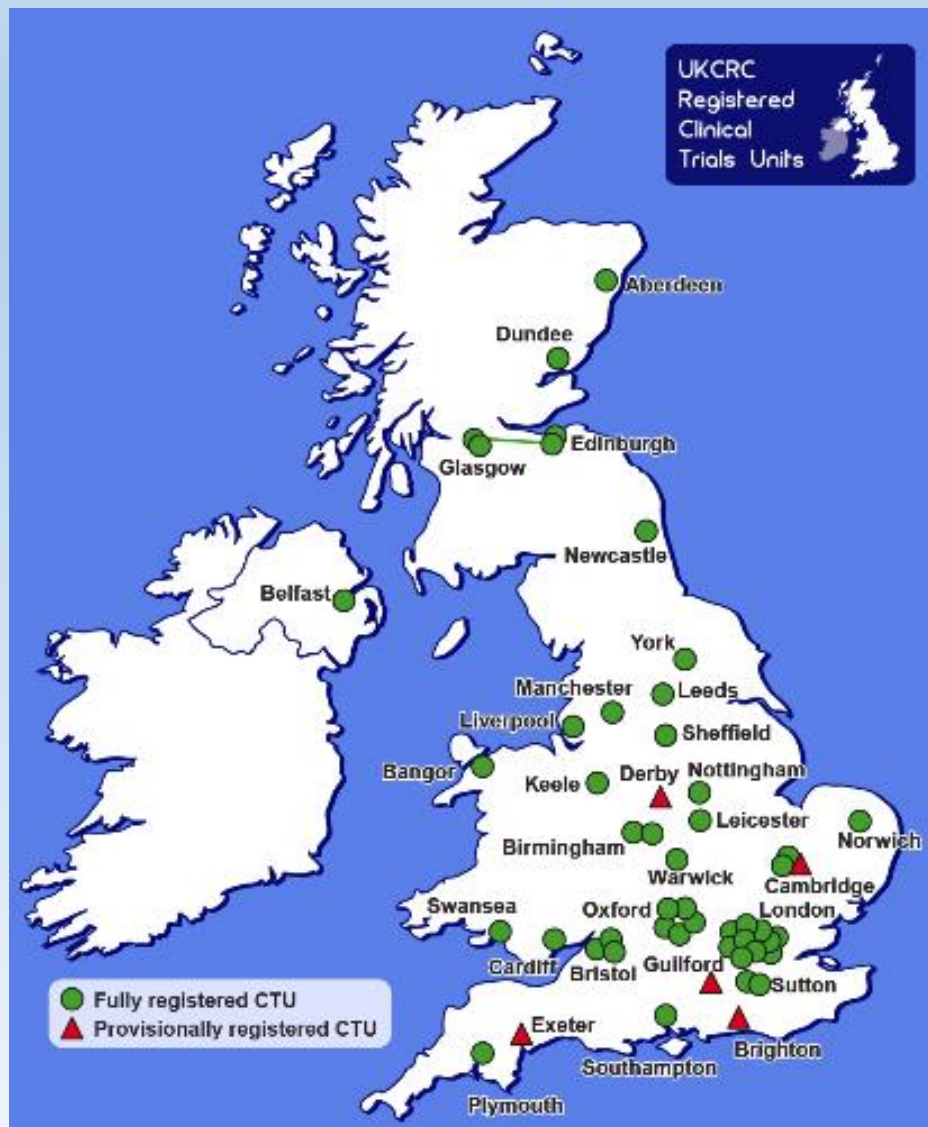 UKCRC
Registered
Clinical
Trials Units
Aberdeen
Dundee
Edinburgh
Glasgow
Newcastle
Belfast
York
Manchester
Leeds
Liverpool
Sheffield
Bangor
Keele
Derby
Nottingham
Leicester
Norwich
Birmingham
Warwick
Cambridge
Swansea
Oxford
London
Cardiff
Bristol
Guilford
Sutton
Fully registered CTU
Provisionally registered CTU
Exeter
Brighton
Southampton
Plymouth